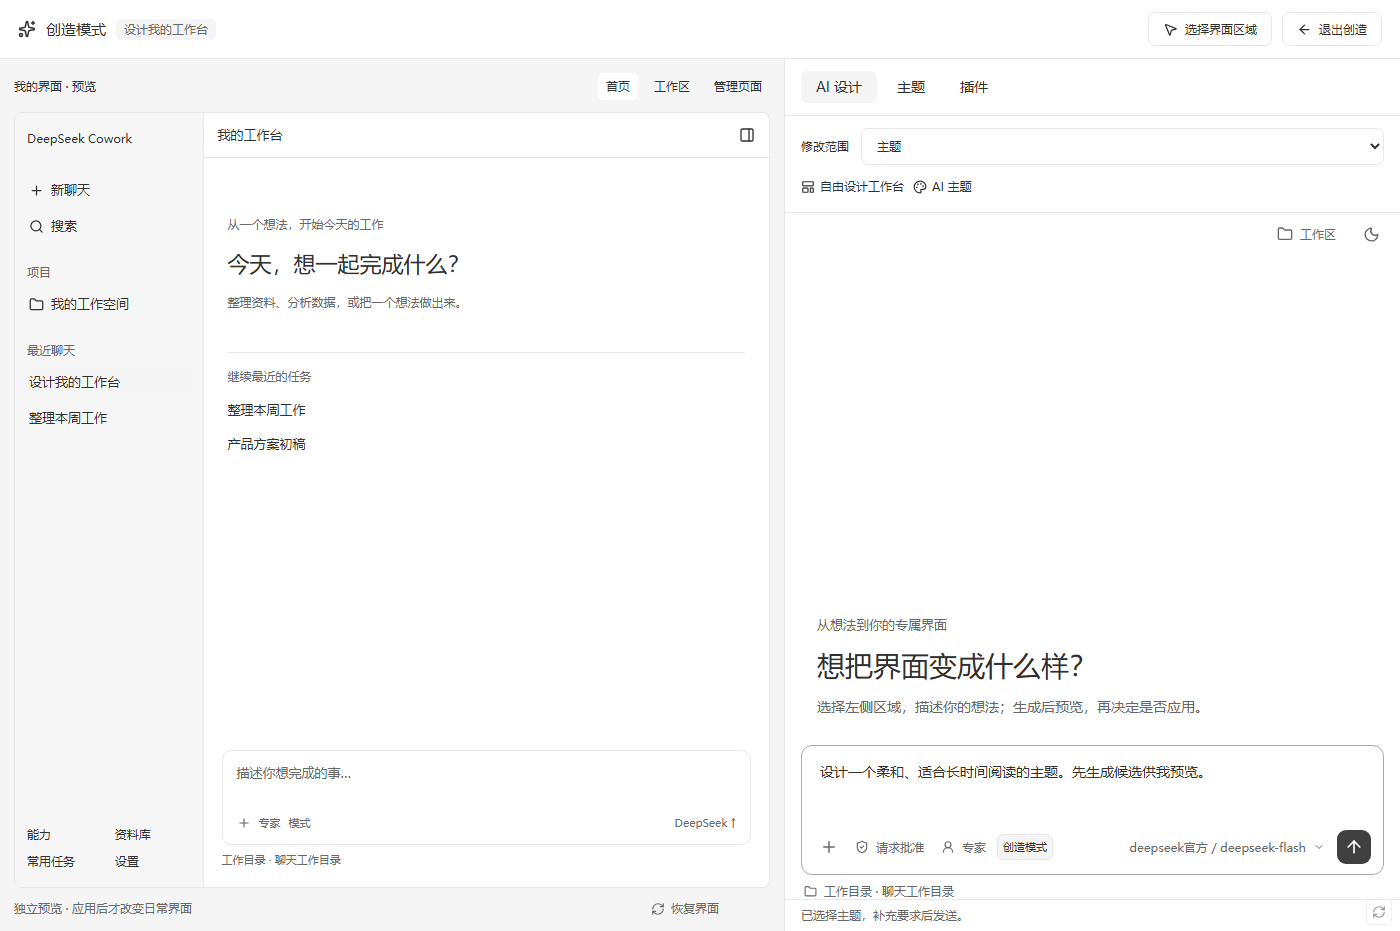 创造模式 设计我的工作台 选择界面区域 退出创造
我的界面 · 预览 首页 工作区 管理页面
DeepSeek Cowork
新聊天
搜索
项目
我的工作空间
最近聊天
设计我的工作台
整理本周工作
能力 资料库
常用任务 设置
我的工作台
从一个想法，开始今天的工作
今天，想一起完成什么？
整理资料、分析数据，或把一个想法做出来。
继续最近的任务
整理本周工作
产品方案初稿
描述你想完成的事...
专家 模式 DeepSeek ↑
工作目录 · 聊天工作目录
独立预览 · 应用后才改变日常界面 恢复界面
AI 设计 主题 插件
修改范围 主题
自由设计工作台 AI 主题
工作区
从想法到你的专属界面
想把界面变成什么样？
选择左侧区域，描述你的想法；生成后预览，再决定是否应用。
设计一个柔和、适合长时间阅读的主题。先生成候选供我预览。
请求批准 专家 创造模式 deepseek官方 / deepseek-flash
工作目录 · 聊天工作目录
已选择主题，补充要求后发送。